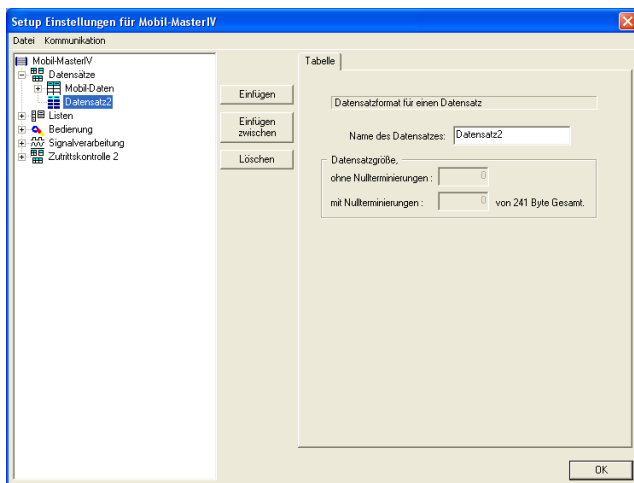 Setup Einstellungen für Mobil-MasterIV
Datei Kommunikation
Mobil-MasterIV
Datensätze
Mobil-Daten
Datensatz2
Listen
Bedienung
Signalverarbeitung
Zutrittskontrolle 2
Einfügen
Einfügen
zwischen
Löschen
Tabelle
Datensatzformat für einen Datensatz
Name des Datensatzes: Datensatz2
Datensatzgröße,
ohne Nullterminierungen : 0
mit Nullterminierungen : 0 von 241 Byte Gesamt.
OK